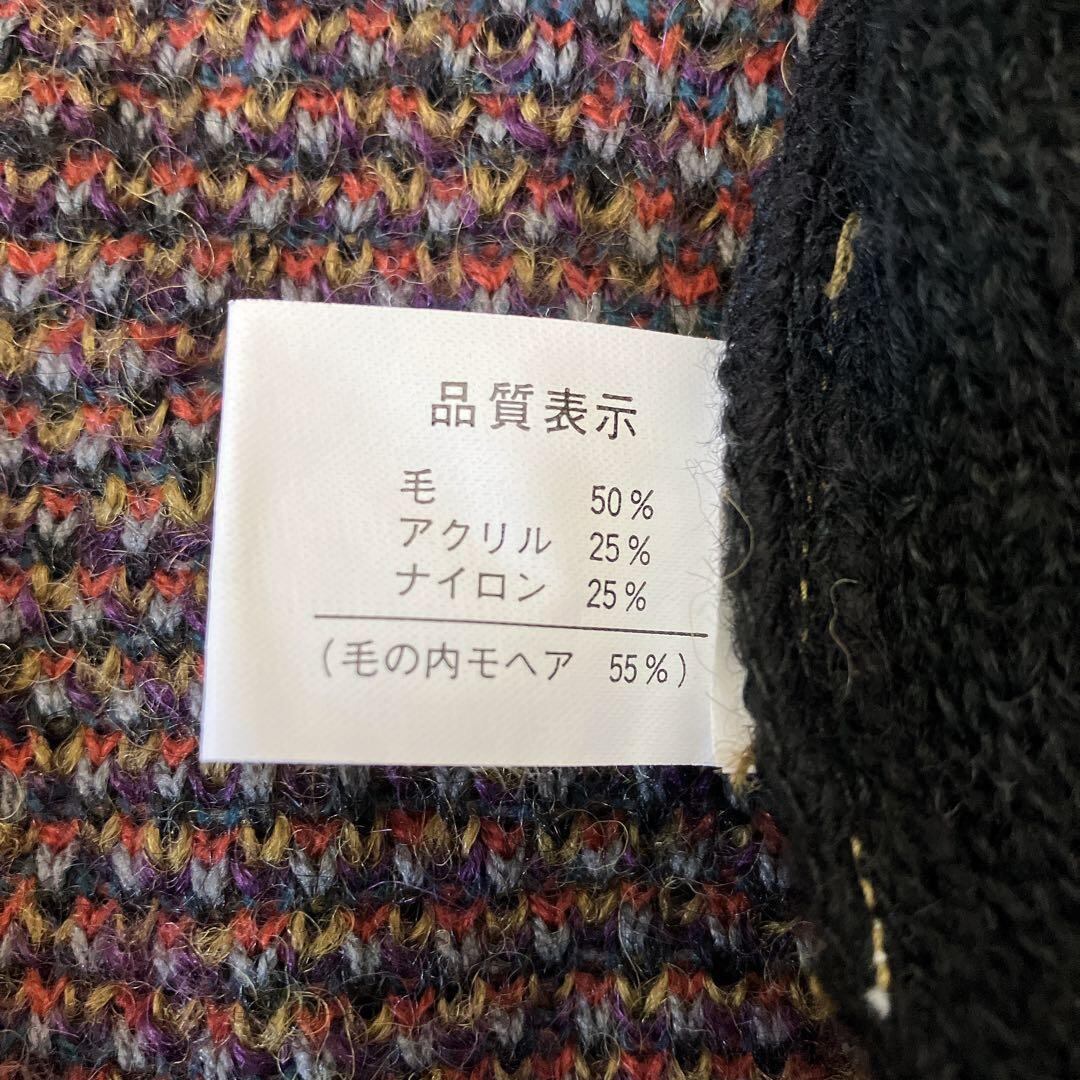 品質表示
毛 50%
アクリル 25%
ナイロン 25%
(毛の内モヘア 55%)